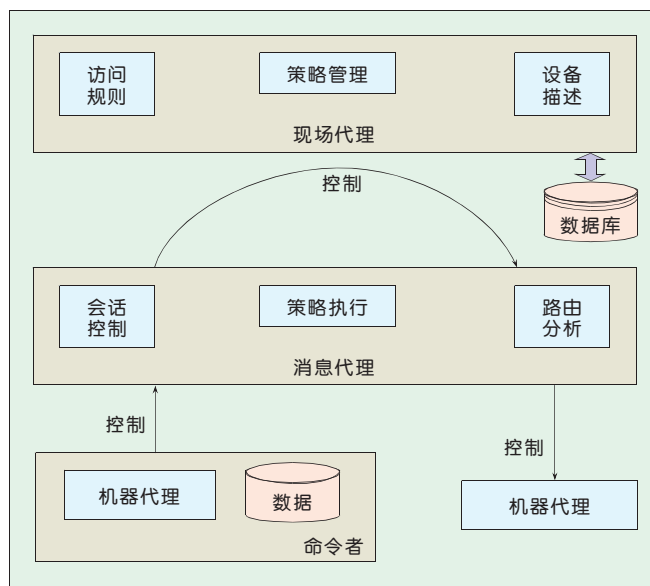 访问
规则
策略管理
设备
描述
现场代理
控制
数据库
会话
控制
策略执行
路由
分析
消息代理
控制
控制
机器代理
数据
机器代理
命令者